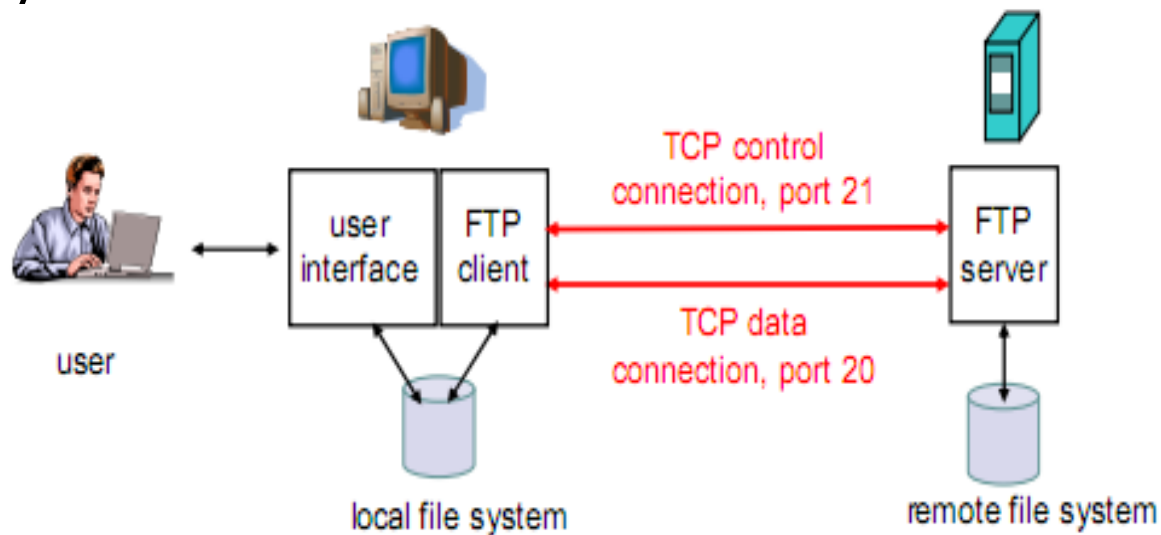 TCP control
connection, port 21
user
interface
FTP
client
FTP
server
TCP data
connection, port 20
user
local file system
remote file system